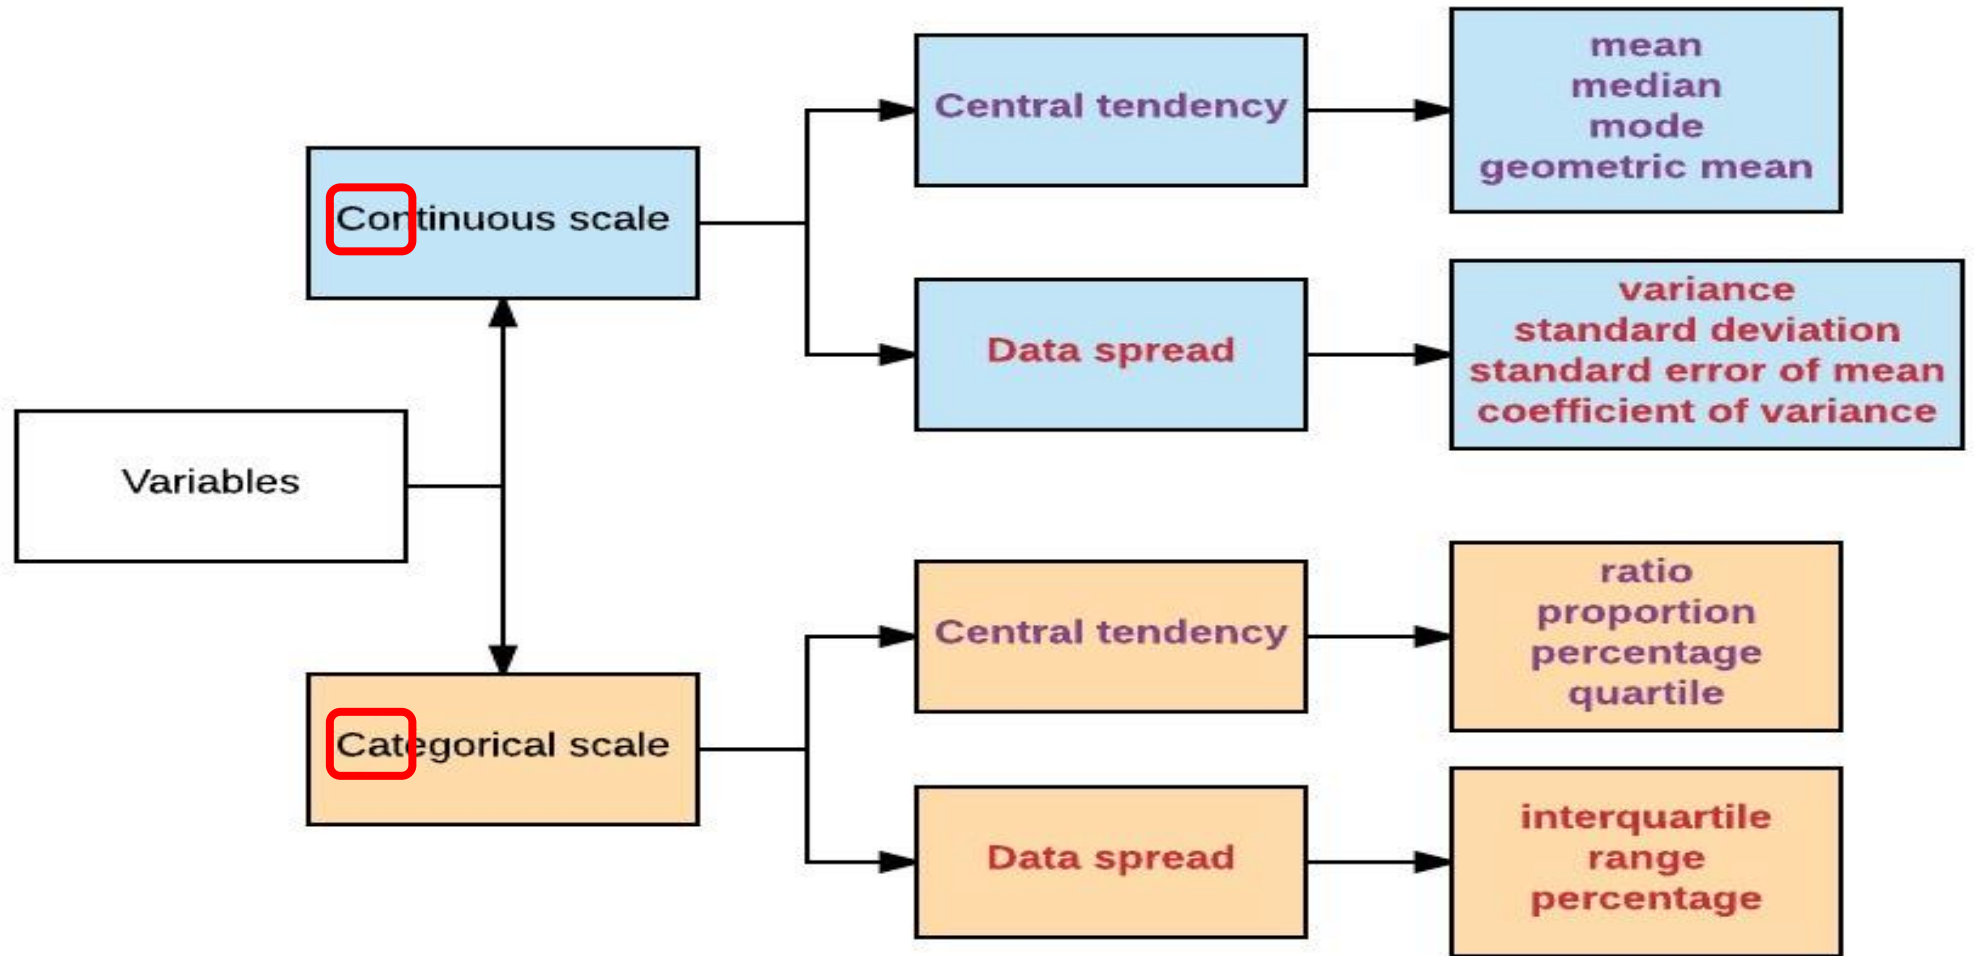 Variables
Continuous scale
Central tendency
mean
median
mode
geometric mean
Data spread
variance
standard deviation
standard error of mean
coefficient of variance
Categorical scale
Central tendency
ratio
proportion
percentage
quartile
Data spread
interquartile
range
percentage